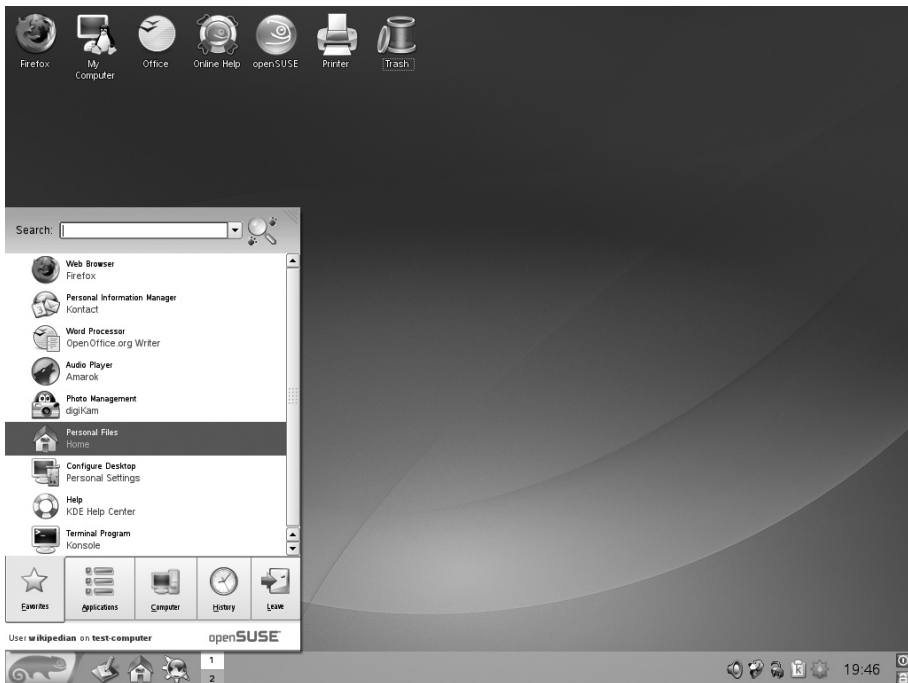 Firefox
My Computer
Office
Online Help
openSUSE
Printer
Trash
Search:
Web Browser
Firefox
Personal Information Manager
Kontact
Word Processor
OpenOffice.org Writer
Audio Player
Amarok
Photo Management
digiKam
Personal Files
Home
Configure Desktop
Personal Settings
Help
KDE Help Center
Terminal Program
Konsole
Favorites
Applications
Computer
History
Leave
User wikipedian on test-computer
openSUSE
1
2
19:46